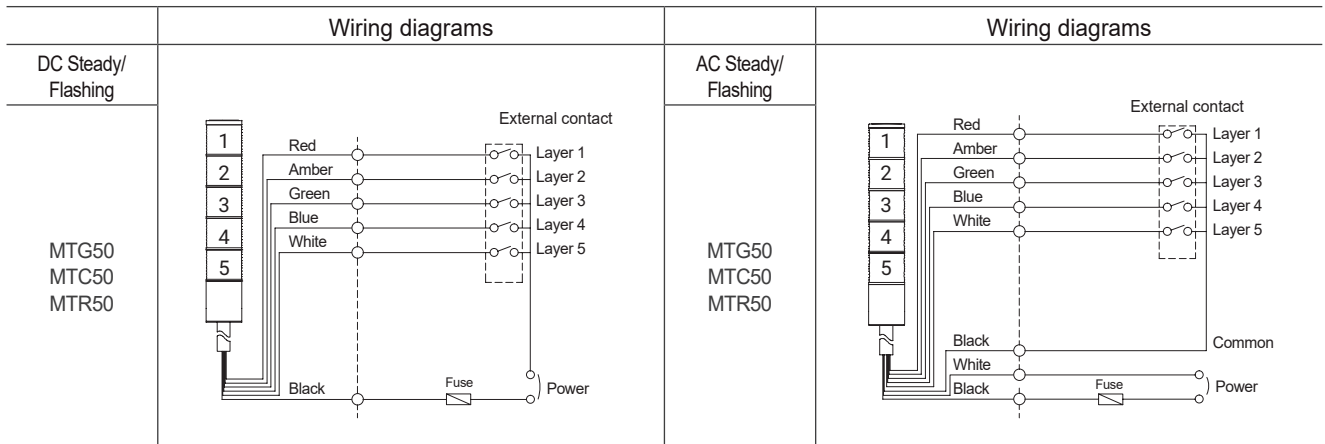 Wiring diagrams
Wiring diagrams
DC Steady/
Flashing
MTG50
MTC50
MTR50
1
2
3
4
5
Red
Amber
Green
Blue
White
Black
External contact
Layer 1
Layer 2
Layer 3
Layer 4
Layer 5
Fuse
Power
AC Steady/
Flashing
MTG50
MTC50
MTR50
1
2
3
4
5
Red
Amber
Green
Blue
White
External contact
Layer 1
Layer 2
Layer 3
Layer 4
Layer 5
Black
Common
White
Black
Fuse
Power